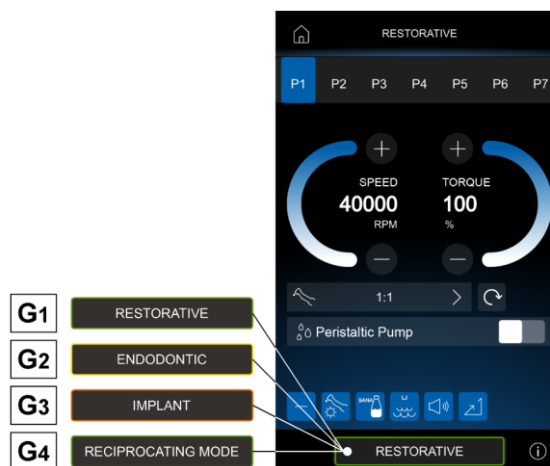 RESTORATIVE
P1 P2 P3 P4 P5 P6 P7
SPEED
40000
RPM
TORQUE
100
%
1:1
Peristaltic Pump
SANA
G1 RESTORATIVE
G2 ENDODONTIC
G3 IMPLANT
G4 RECIPROCATING MODE
RESTORATIVE